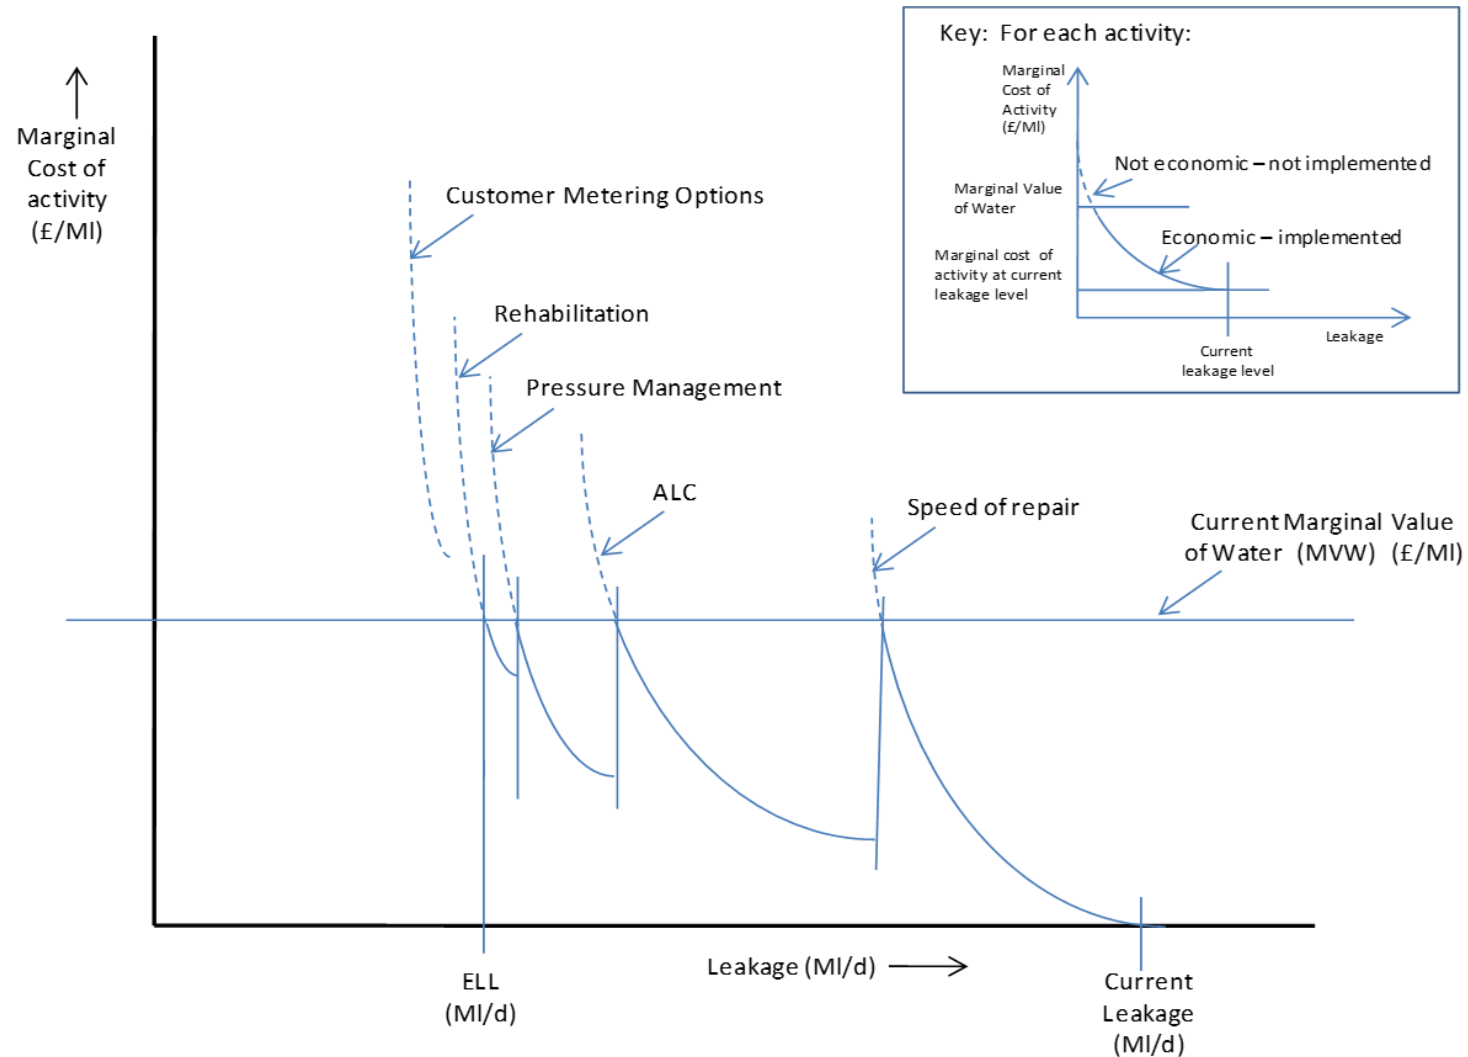 Key: For each activity:
Marginal
Cost of
Activity
(£/Ml)
Not economic – not implemented
Marginal Value
of Water
Economic – implemented
Marginal cost of
activity at current
leakage level
Leakage
Current
leakage level
Marginal
Cost of
activity
(£/Ml)
Customer Metering Options
Rehabilitation
Pressure Management
ALC
Speed of repair
Current Marginal Value
of Water (MVW) (£/Ml)
Leakage (Ml/d)
ELL
(Ml/d)
Current
Leakage
(Ml/d)